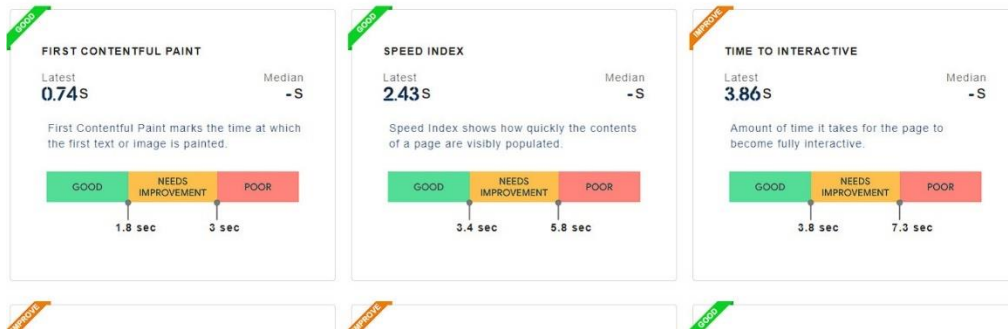 GOOD
FIRST CONTENTFUL PAINT
Latest Median
0.74 S - S
First Contentful Paint marks the time at which
the first text or image is painted.
GOOD NEEDS IMPROVEMENT POOR
1.8 sec 3 sec
GOOD
SPEED INDEX
Latest Median
2.43 S - S
Speed Index shows how quickly the contents
of a page are visibly populated.
GOOD NEEDS IMPROVEMENT POOR
3.4 sec 5.8 sec
IMPROVE
TIME TO INTERACTIVE
Latest Median
3.86 S - S
Amount of time it takes for the page to
become fully interactive.
GOOD NEEDS IMPROVEMENT POOR
3.8 sec 7.3 sec
IMPROVE
IMPROVE
GOOD